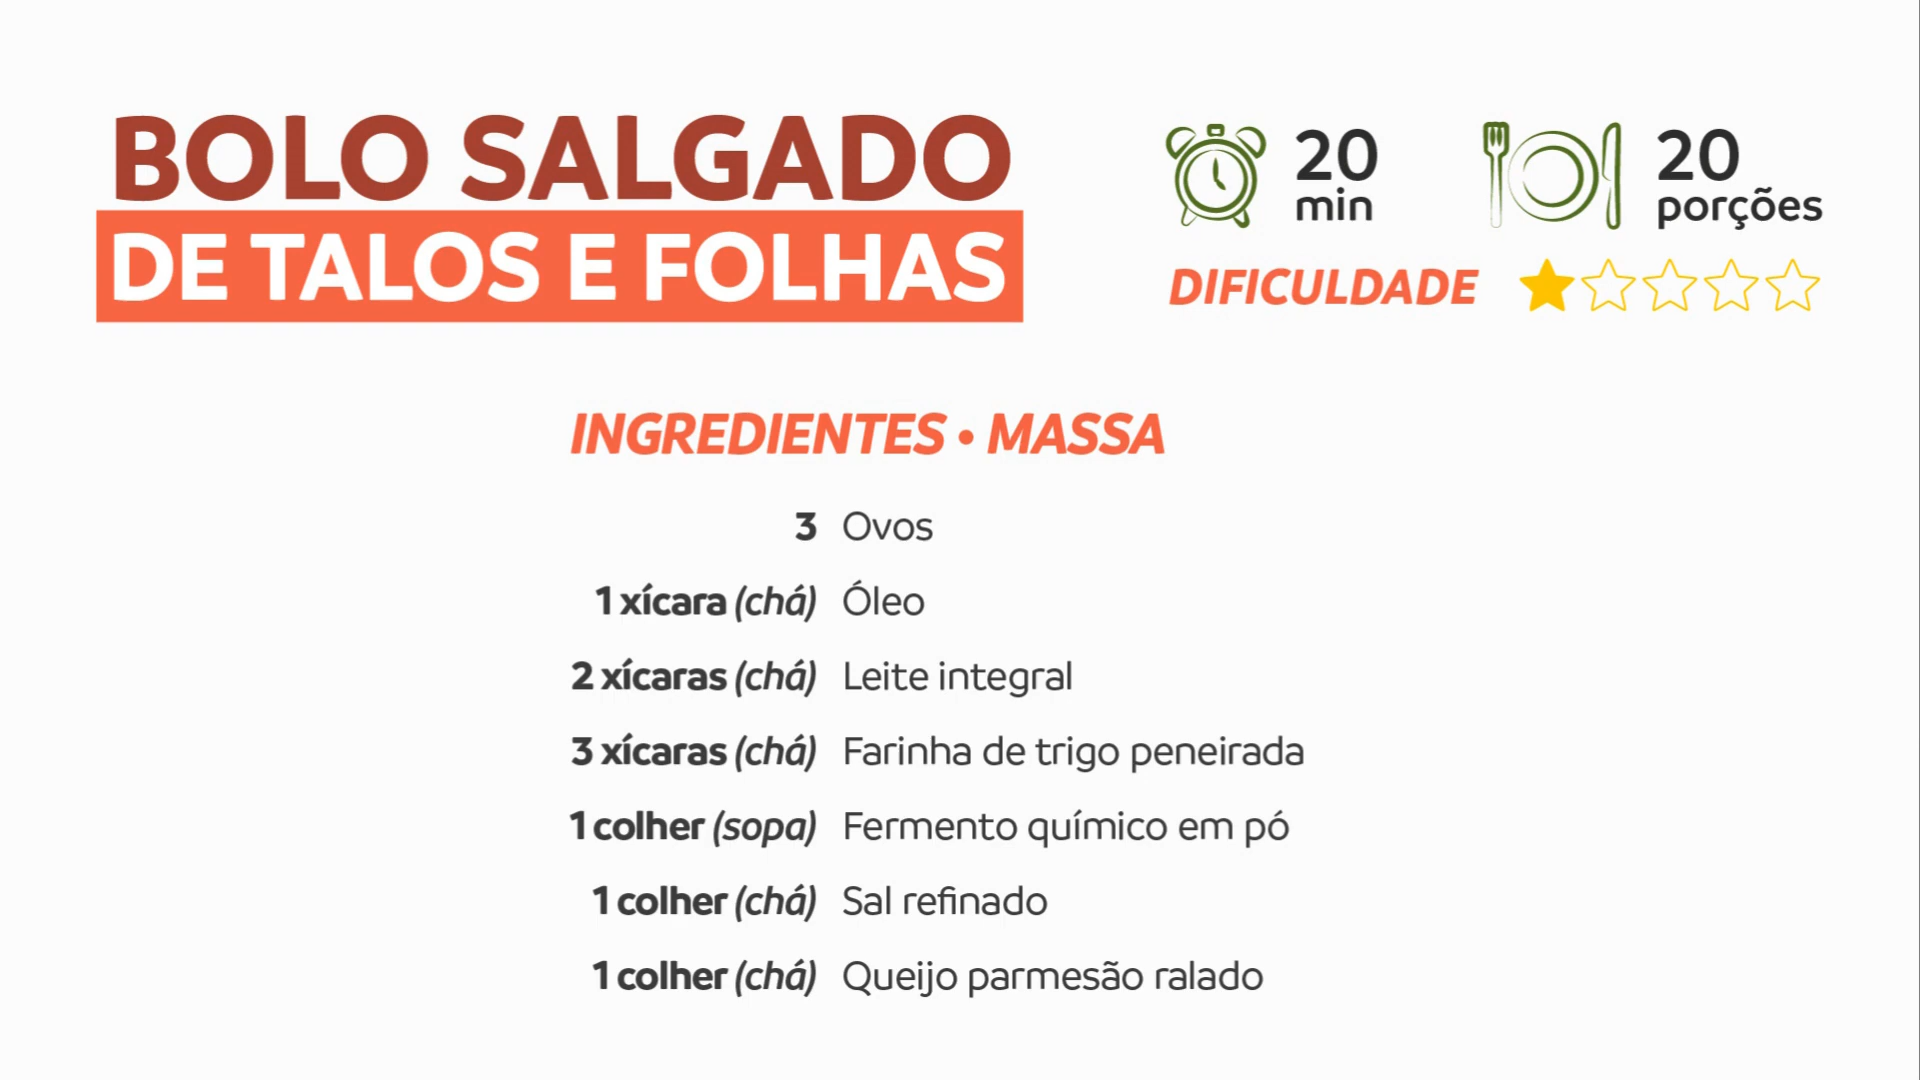 BOLO SALGADO
DE TALOS E FOLHAS
20
min
20
porções
DIFICULDADE
INGREDIENTES • MASSA
3 Ovos
1 xícara (chá) Óleo
2 xícaras (chá) Leite integral
3 xícaras (chá) Farinha de trigo peneirada
1 colher (sopa) Fermento químico em pó
1 colher (chá) Sal refinado
1 colher (chá) Queijo parmesão ralado